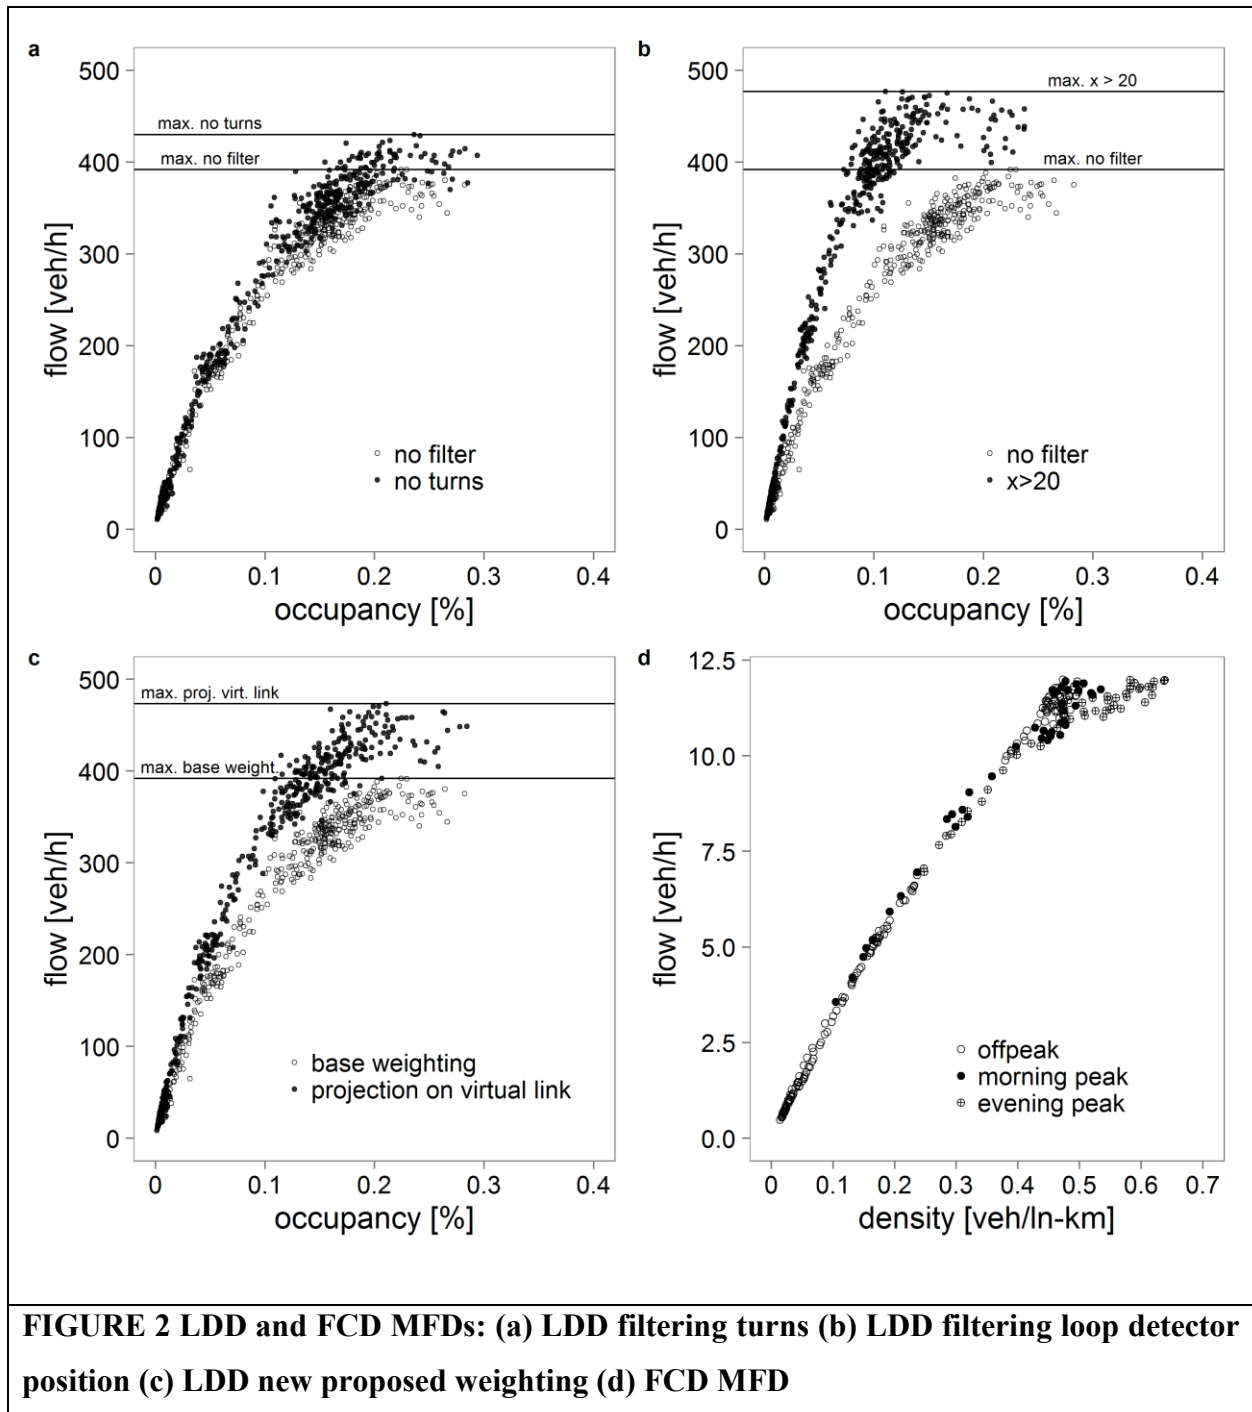 a
500
400
300
200
100
0
flow [veh/h]
max. no turns
max. no filter
no filter
no turns
0 0.1 0.2 0.3 0.4
occupancy [%]
b
500
400
300
200
100
0
flow [veh/h]
max. x > 20
max. no filter
no filter
x>20
0 0.1 0.2 0.3 0.4
occupancy [%]
c
500
400
300
200
100
0
flow [veh/h]
max. proj. virt. link
max. base weight.
base weighting
projection on virtual link
0 0.1 0.2 0.3 0.4
occupancy [%]
d
12.5
10.0
7.5
5.0
2.5
0.0
flow [veh/h]
offpeak
morning peak
evening peak
0 0.1 0.2 0.3 0.4 0.5 0.6 0.7
density [veh/ln-km]
FIGURE 2 LDD and FCD MFDs: (a) LDD filtering turns (b) LDD filtering loop detector
position (c) LDD new proposed weighting (d) FCD MFD